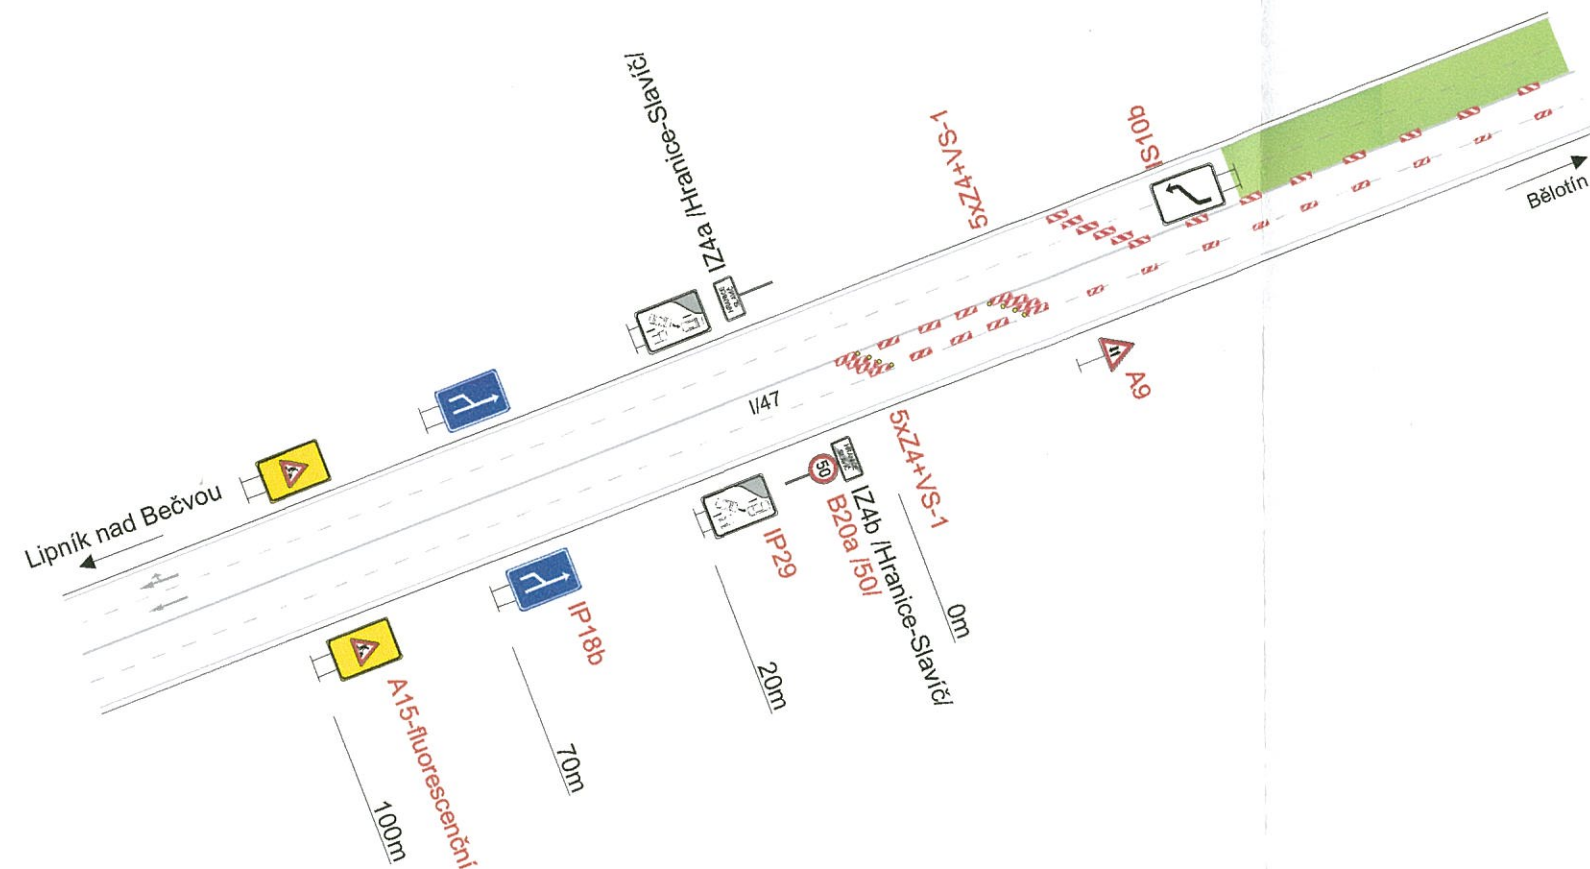 IZ4a /Hranice-Slavíč/
5xZ4+VS-1
IS10b
Bělotín
I/47
A9
Lipník nad Bečvou
HRANICE
50
5xZ4+VS-1
IZ4b /Hranice-Slavíč/
B20a /50/
IP29
IP18b
A15-fluorescenční
0m
20m
70m
100m